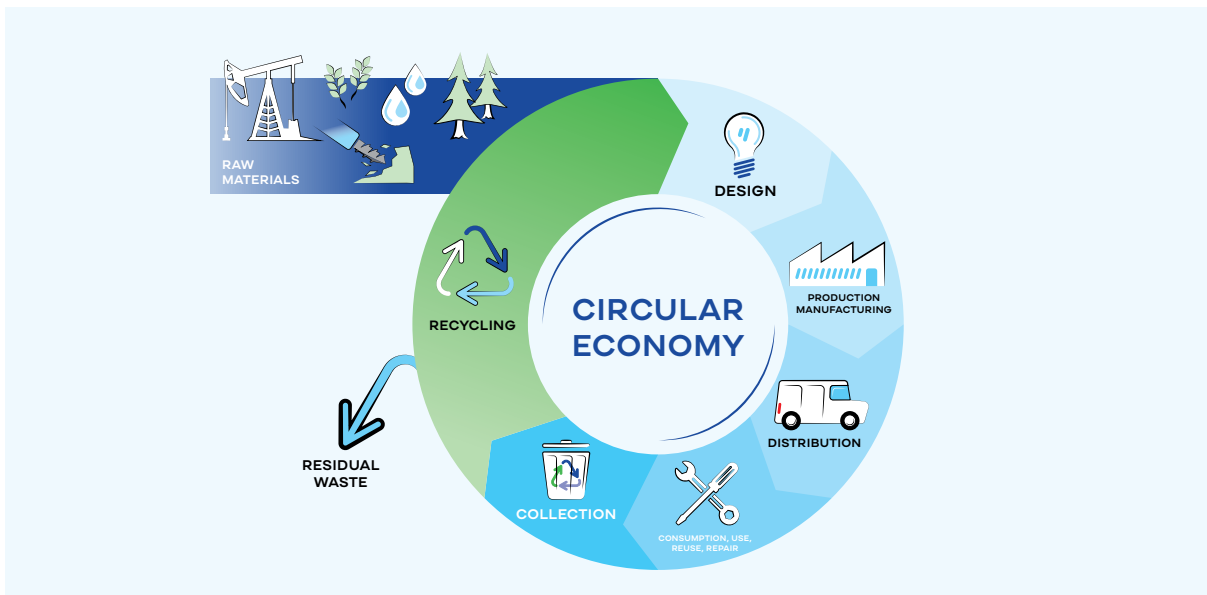 RAW
MATERIALS
DESIGN
PRODUCTION
MANUFACTURING
CIRCULAR
ECONOMY
RECYCLING
DISTRIBUTION
RESIDUAL
WASTE
COLLECTION
CONSUMPTION, USE,
REUSE, REPAIR